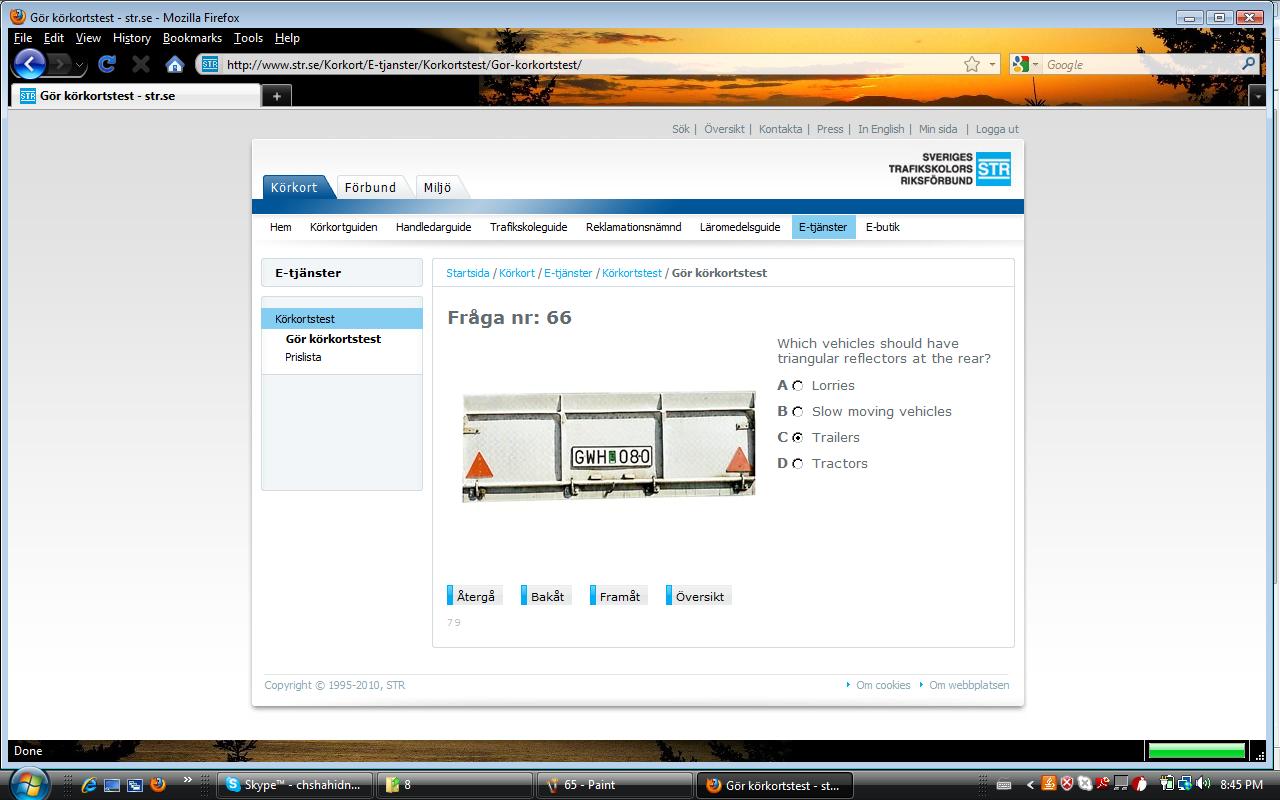 Gör körkortstest - str.se - Mozilla Firefox
File Edit View History Bookmarks Tools Help
STR http://www.str.se/Korkort/E-tjanster/Korkortstest/Gor-korkortstest/ Google
STR Gör körkortstest - str.se +
Sök | Översikt | Kontakta | Press | In English | Min sida | Logga ut
SVERIGES
TRAFIKSKOLORS
RIKSFÖRBUND
STR
Körkort Förbund Miljö
Hem Körkortguiden Handledarguide Trafikskoleguide Reklamationsnämnd Läromedelsguide E-tjänster E-butik
E-tjänster
Körkortstest
Gör körkortstest
Prislista
Startsida / Körkort / E-tjänster / Körkortstest / Gör körkortstest
Fråga nr: 66
GWH 080
Which vehicles should have
triangular reflectors at the rear?
A Lorries
B Slow moving vehicles
C Trailers
D Tractors
Återgå Bakåt Framåt Översikt
7 9
Copyright © 1995-2010, STR Om cookies Om webbplatsen
Done
» Skype™ - chshahidn... 8 65 - Paint Gör körkortstest - st... 8:45 PM